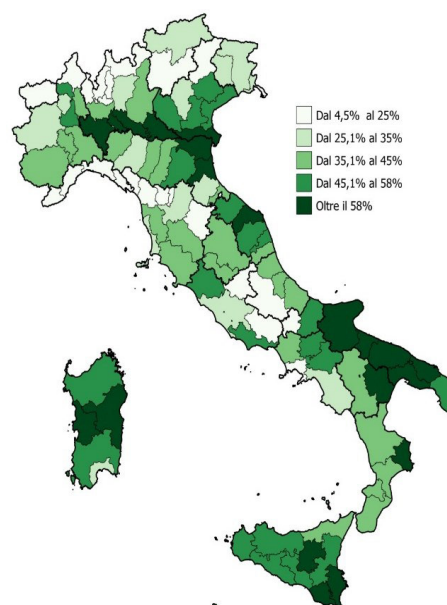 Dal 4,5% al 25%
Dal 25,1% al 35%
Dal 35,1% al 45%
Dal 45,1% al 58%
Oltre il 58%